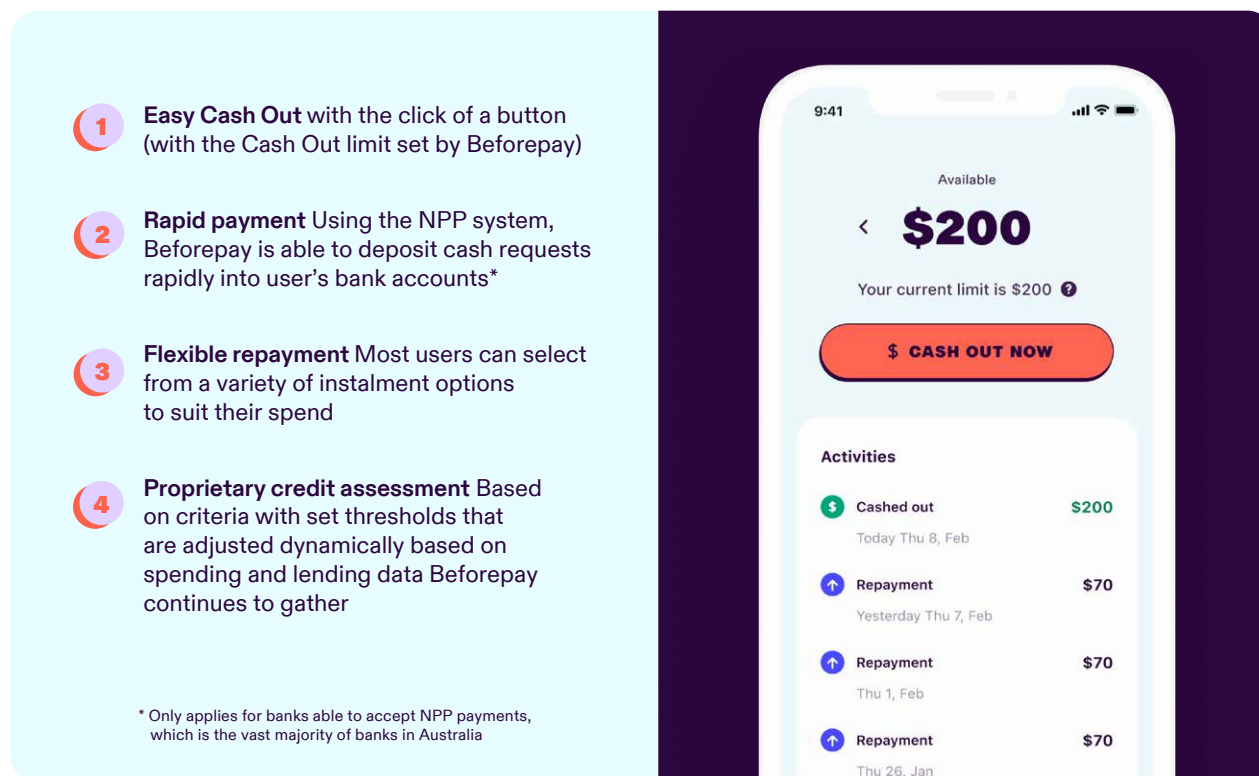 1
Easy Cash Out with the click of a button
(with the Cash Out limit set by Beforepay)
2
Rapid payment Using the NPP system,
Beforepay is able to deposit cash requests
rapidly into user’s bank accounts*
3
Flexible repayment Most users can select
from a variety of instalment options
to suit their spend
4
Proprietary credit assessment Based
on criteria with set thresholds that
are adjusted dynamically based on
spending and lending data Beforepay
continues to gather
* Only applies for banks able to accept NPP payments,
which is the vast majority of banks in Australia
9:41
Available
$200
Your current limit is $200 ?
$ CASH OUT NOW
Activities
$ Cashed out $200
Today Thu 8, Feb
Repayment $70
Yesterday Thu 7, Feb
Repayment $70
Thu 1, Feb
Repayment $70
Thu 26, Jan